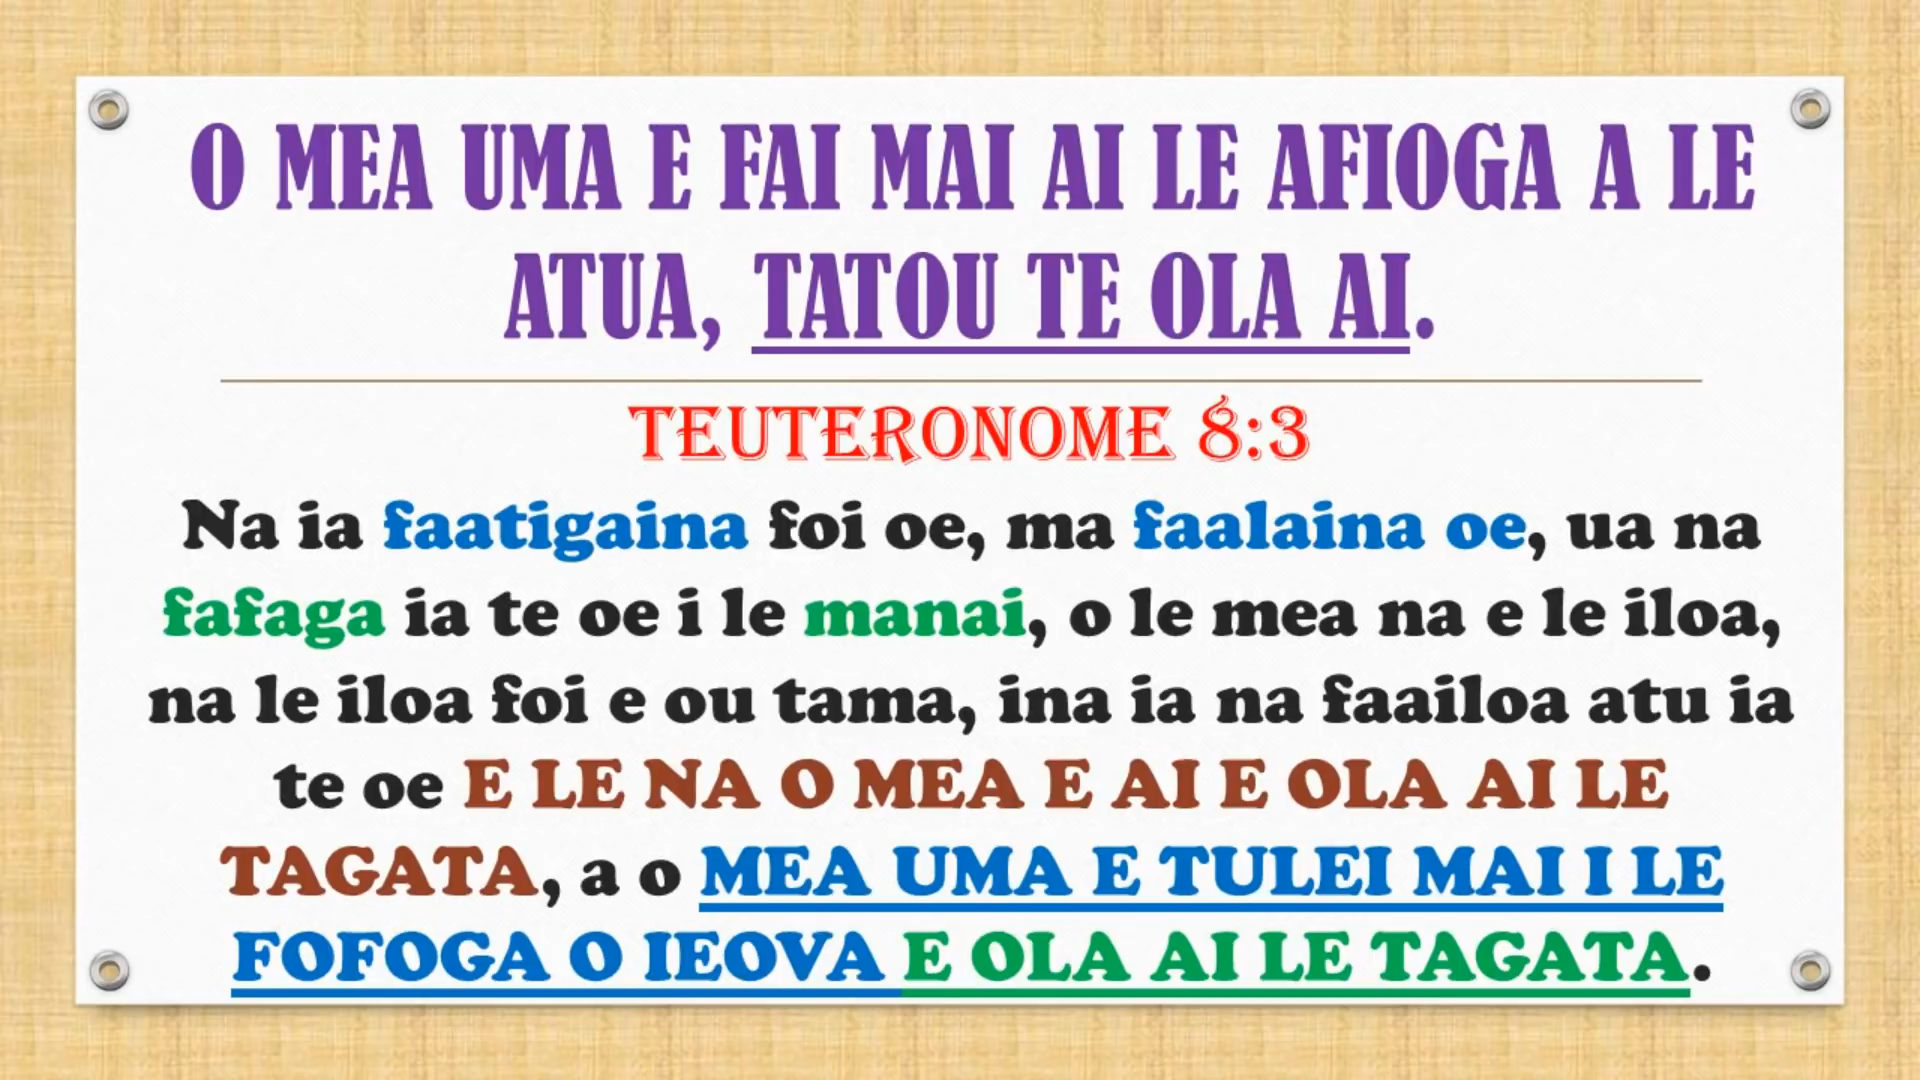 O MEA UMA E FAI MAI AI LE AFIOGA A LE
ATUA, TATOU TE OLA AI.
TEUTERONOME 8:3
Na ia faatigaina foi oe, ma faalaina oe, ua na
fafaga ia te oe i le manai, o le mea na e le iloa,
na le iloa foi e ou tama, ina ia na faailoa atu ia
te oe E LE NA O MEA E AI E OLA AI LE
TAGATA, a o MEA UMA E TULEI MAI I LE
FOFOGA O IEOVA E OLA AI LE TAGATA.